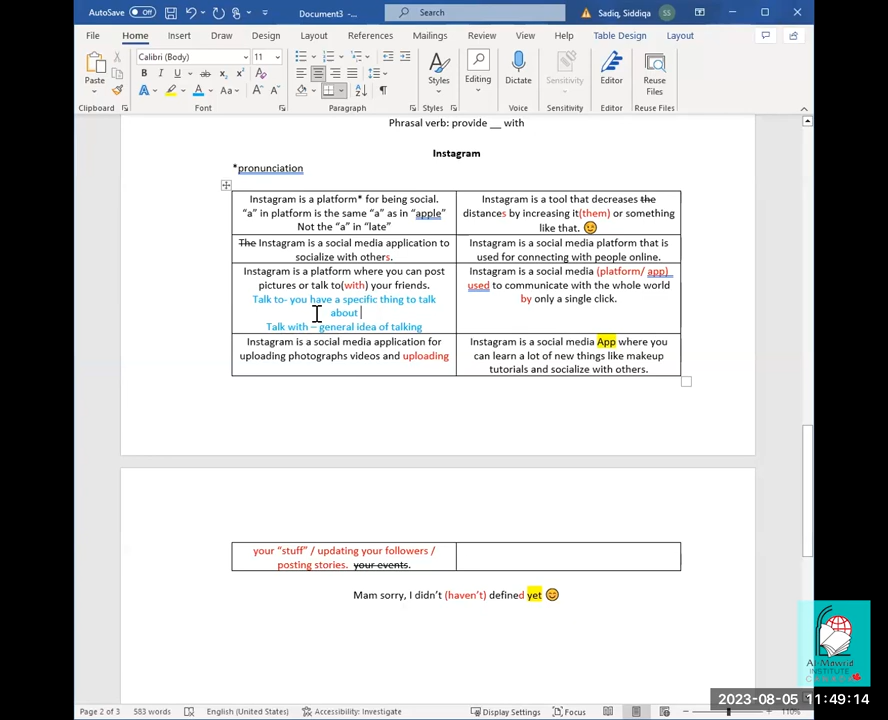 AutoSave Off Document3 -... Search Sadiq, Siddiqa SS
File Home Insert Draw Design Layout References Mailings Review View Help Table Design Layout
Calibri (Body) 11
Paste Styles Editing Dictate Sensitivity Editor Reuse Files
Clipboard Font Paragraph Styles Voice Sensitivity Editor Reuse Files
Phrasal verb: provide __ with
Instagram
*pronunciation
Instagram is a platform* for being social.
“a” in platform is the same “a” as in “apple”
Not the “a” in “late”
Instagram is a tool that decreases the
distances by increasing it(them) or something
like that. 😉
The Instagram is a social media application to
socialize with others.
Instagram is a social media platform that is
used for connecting with people online.
Instagram is a platform where you can post
pictures or talk to(with) your friends.
Talk to- you have a specific thing to talk
about
Talk with – general idea of talking
Instagram is a social media (platform/ app)
used to communicate with the whole world
by only a single click.
Instagram is a social media application for
uploading photographs videos and uploading
Instagram is a social media App where you
can learn a lot of new things like makeup
tutorials and socialize with others.
your “stuff” / updating your followers /
posting stories. your events.
Mam sorry, I didn’t (haven’t) defined yet 😊
Al-Mawrid
INSTITUTE
CANADA
2023-08-05 11:49:14
Page 2 of 3 583 words English (United States) Accessibility: Investigate Display Settings Focus 110%